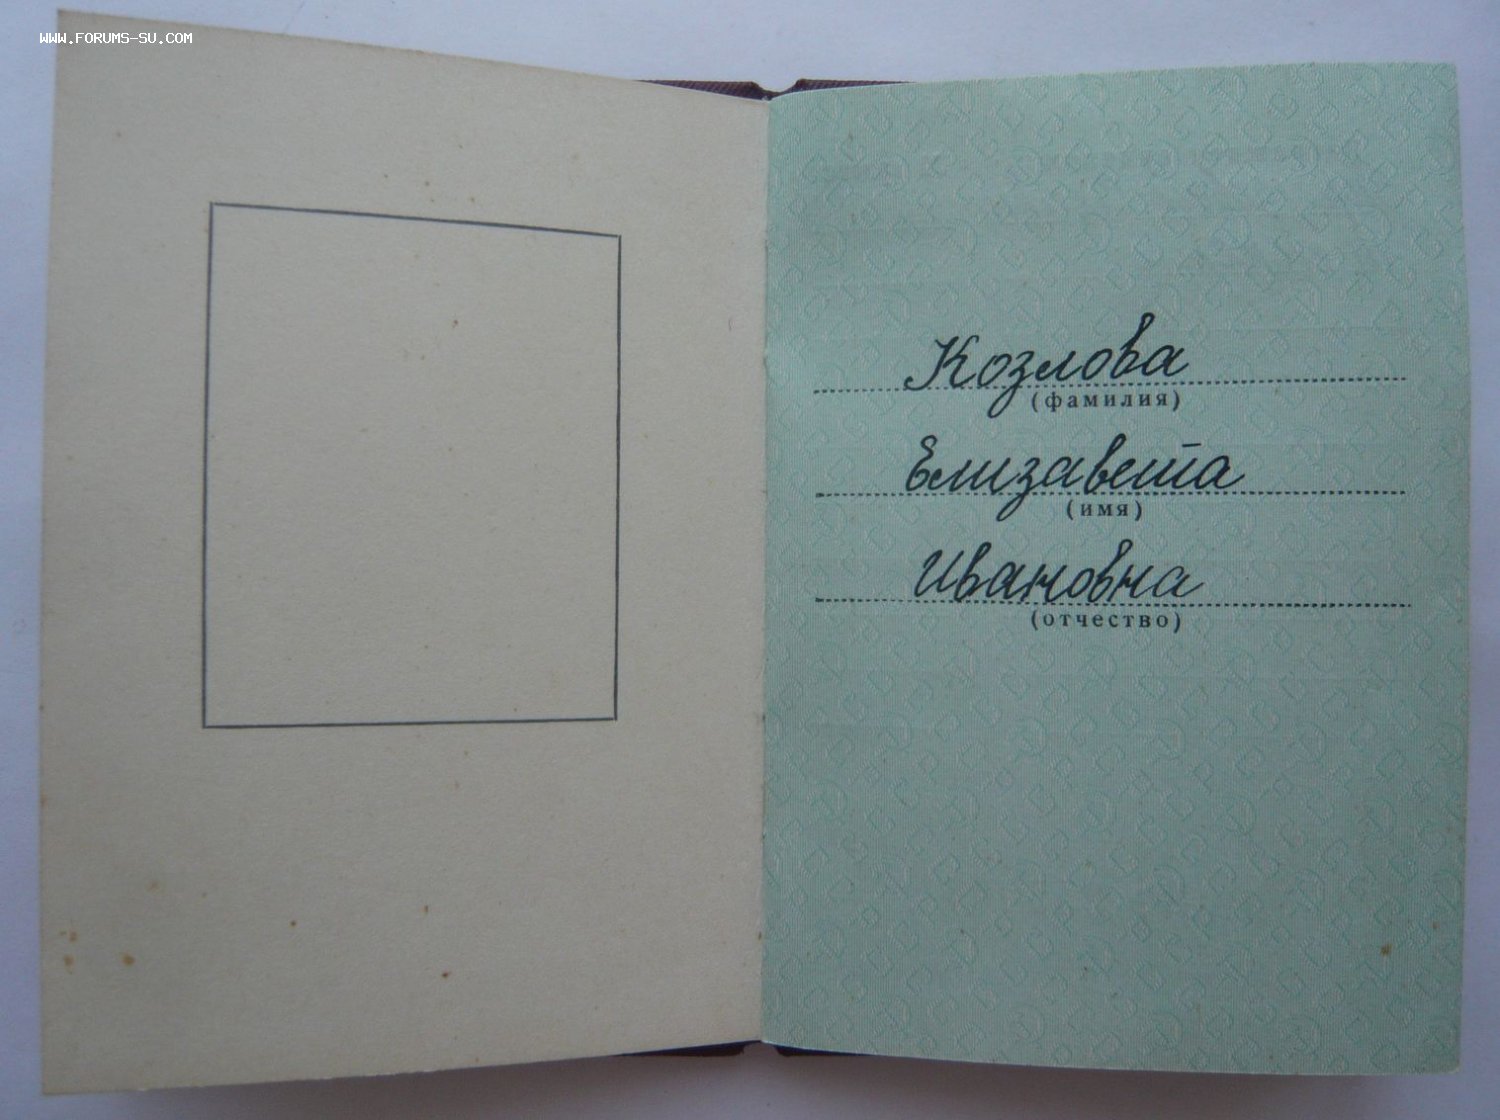 WWW.FORUMS-SU.COM
Козлова
(фамилия)
Елизавета
(имя)
Ивановна
(отчество)